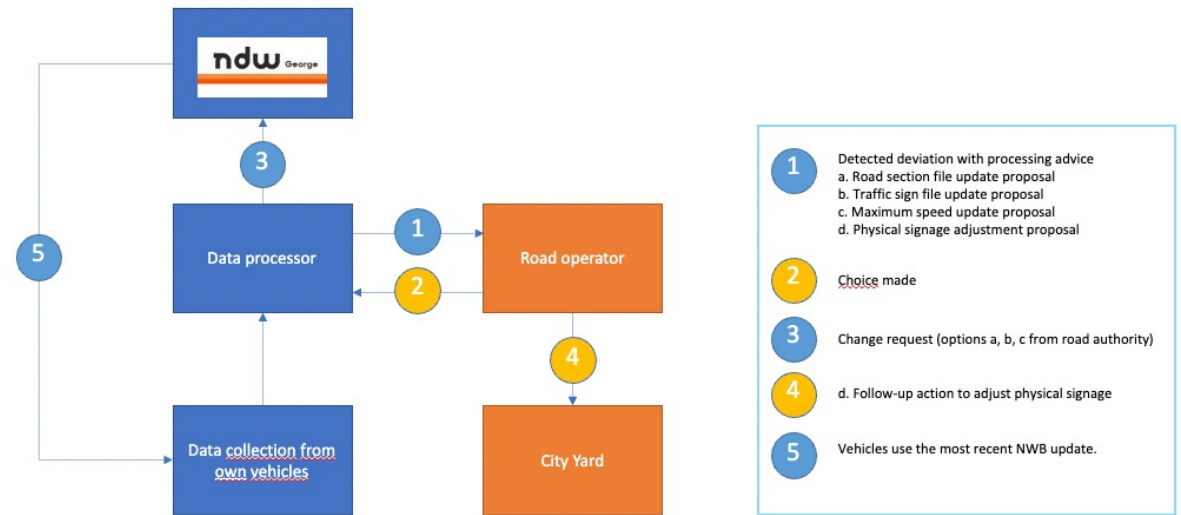 ndw George
3
5
Data processor
1
2
Road operator
4
Data collection from
own vehicles
City Yard
1
Detected deviation with processing advice
a. Road section file update proposal
b. Traffic sign file update proposal
c. Maximum speed update proposal
d. Physical signage adjustment proposal
2
Choice made
3
Change request (options a, b, c from road authority)
4
d. Follow-up action to adjust physical signage
5
Vehicles use the most recent NWB update.